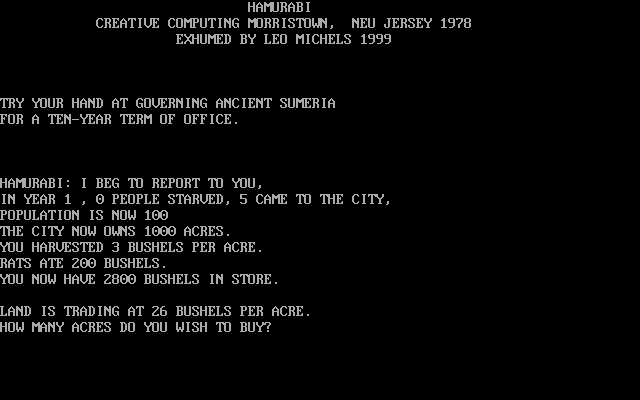 HAMURABI
CREATIVE COMPUTING MORRISTOWN,  NEU JERSEY 1978
EXHUMED BY LEO MICHELS 1999
TRY YOUR HAND AT GOVERNING ANCIENT SUMERIA
FOR A TEN-YEAR TERM OF OFFICE.
HAMURABI: I BEG TO REPORT TO YOU,
IN YEAR 1 , 0 PEOPLE STARVED, 5 CAME TO THE CITY,
POPULATION IS NOW 100
THE CITY NOW OWNS 1000 ACRES.
YOU HARVESTED 3 BUSHELS PER ACRE.
RATS ATE 200 BUSHELS.
YOU NOW HAVE 2800 BUSHELS IN STORE.
LAND IS TRADING AT 26 BUSHELS PER ACRE.
HOW MANY ACRES DO YOU WISH TO BUY?